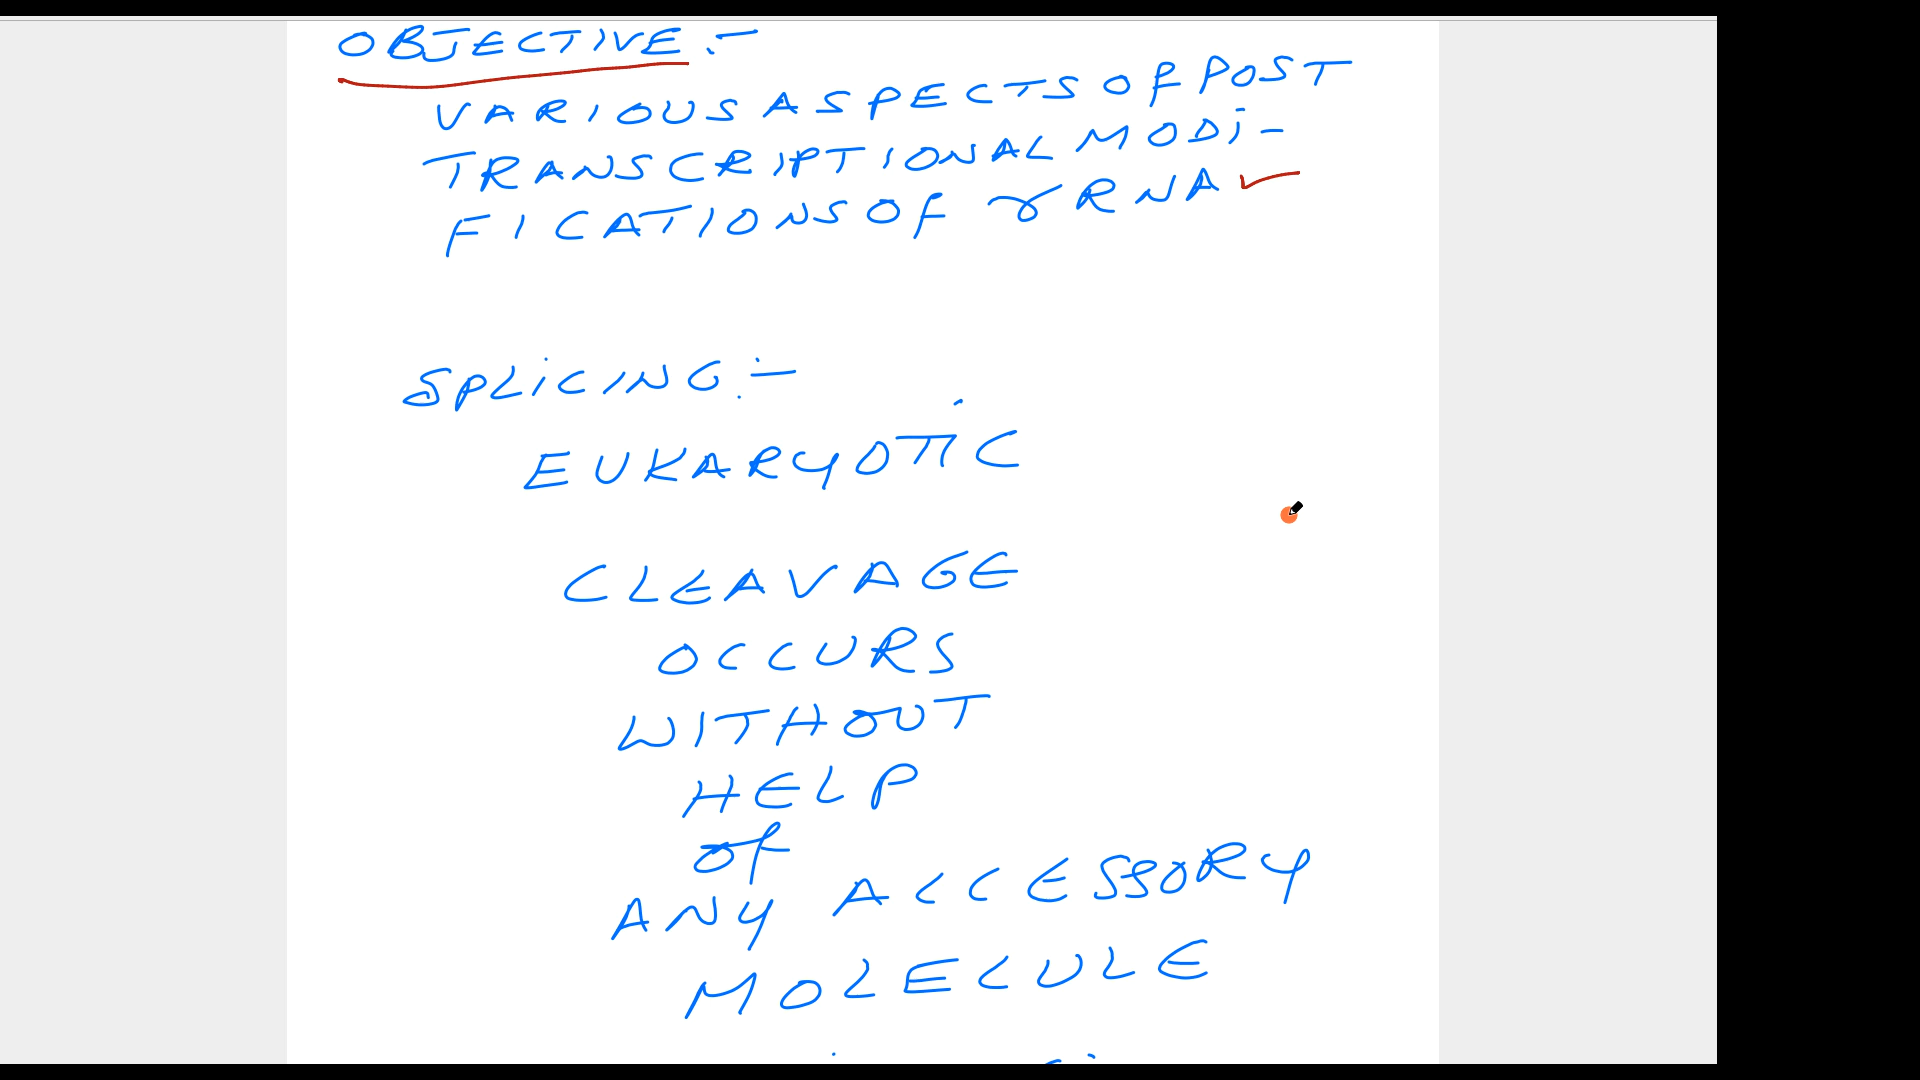 OBJECTIVE:-
VARIOUS ASPECTS OF POST
TRANSCRIPTIONAL MODI-
FICATIONS OF rRNA
SPLICING:-
EUKARYOTIC
CLEAVAGE
OCCURS
WITHOUT
HELP
OF
ANY ACCESSORY
MOLECULE